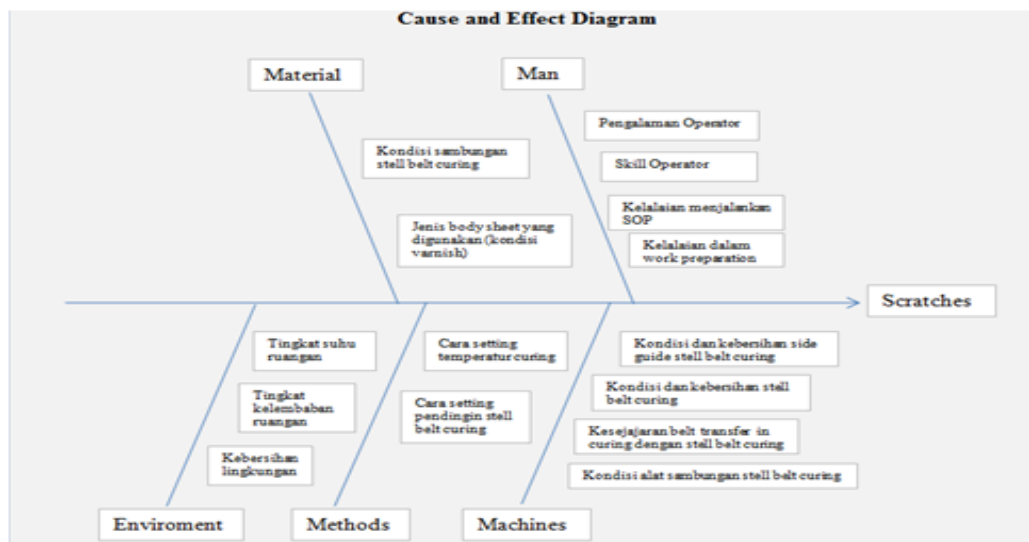 Cause and Effect Diagram
Material
Man
Pengalaman Operator
Kondisi sambungan
stell belt curing
Skill Operator
Kelalaian menjalankan
SOP
Jenis body sheet yang
digunakan (kondisi
varnish)
Kelalaian dalam
work preparation
Scratches
Tingkat suhu
ruangan
Cara setting
temperatur curing
Kondisi dan kebersihan side
guide stell belt curing
Tingkat
kelembaban
ruangan
Cara setting
pendingin stell
belt curing
Kondisi dan kebersihan stell
belt curing
Kesejajaran belt transfer in
curing dengan stell belt curing
Kebersihan
lingkungan
Kondisi alat sambungan stell belt curing
Enviroment
Methods
Machines